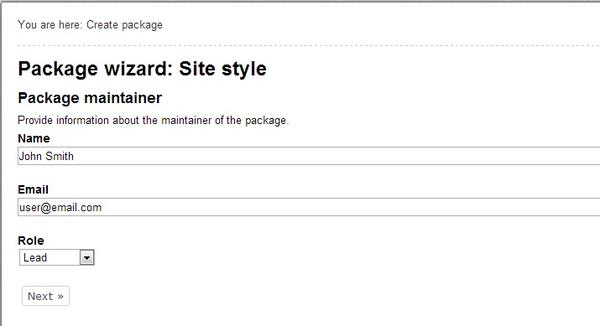 You are here: Create package
Package wizard: Site style
Package maintainer
Provide information about the maintainer of the package.
Name
John Smith
Email
user@email.com
Role
Lead
Next »